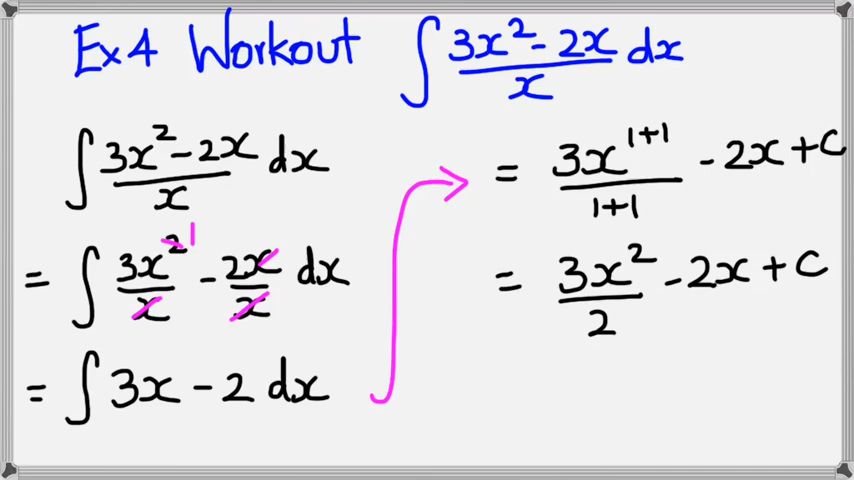 Ex4 Workout ∫ (3x² - 2x)/x dx
∫ (3x² - 2x)/x dx
= ∫ 3x²/x - 2x/x dx
1
= ∫ 3x - 2 dx
= 3x¹⁺¹/(1+1) - 2x + c
= 3x²/2 - 2x + c